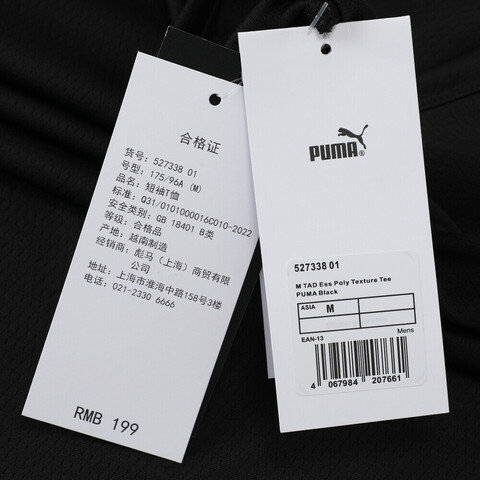 合格证
货号: 527338 01
号型: 175/96A (M)
品名: 短袖T恤
标准: Q31/0101000016C010-2022
安全类别: GB 18401 B类
等级: 合格品
产地: 越南制造
经销商: 彪马（上海）商贸有限
公司
地址: 上海市淮海中路158号3楼
电话: 021-2330 6666
RMB 199
PUMA®
527338 01
M TAD Ess Poly Texture Tee
PUMA Black
ASIA M
EAN-13 Mens
4 067984 207661